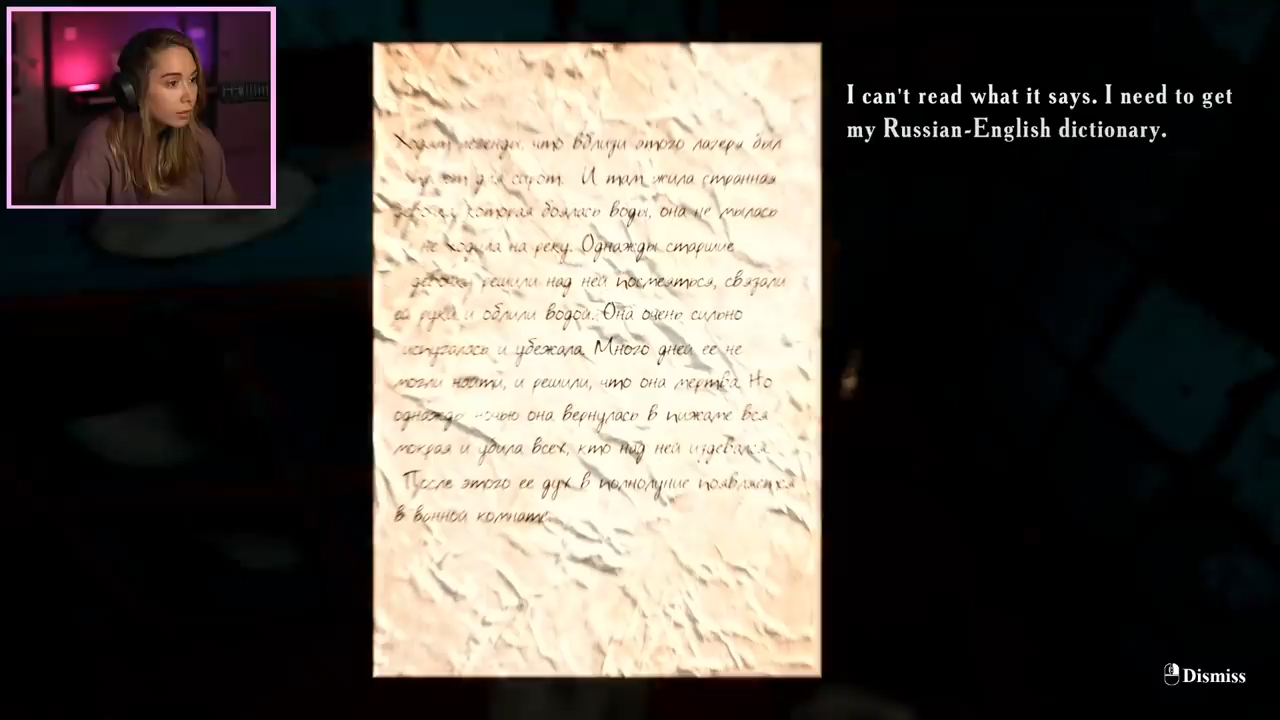 I can't read what it says. I need to get
my Russian-English dictionary.
Ходят легенды, что вблизи этого лагеря был
приют для сирот. И там жила странная
девочка, которая боялась воды, она не мылась
не ходила на реку. Однажды старшие
девочки решили над ней посмеяться, связали
ей руки и облили водой. Она очень сильно
испугалась и убежала. Много дней ее не
могли найти, и решили, что она мертва. Но
однажды ночью она вернулась в пижаме вся
мокрая и убила всех, кто над ней издевался.
После этого ее дух в полнолуние появляется
в ванной комнате.
Dismiss